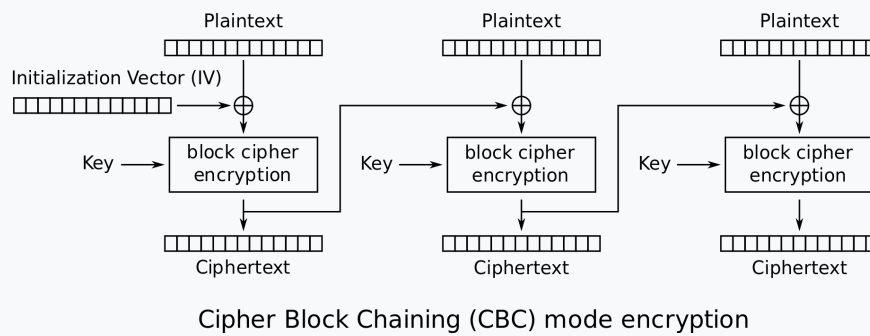 Plaintext
Plaintext
Plaintext
Initialization Vector (IV)
Key
block cipher
encryption
Key
block cipher
encryption
Key
block cipher
encryption
Ciphertext
Ciphertext
Ciphertext
Cipher Block Chaining (CBC) mode encryption